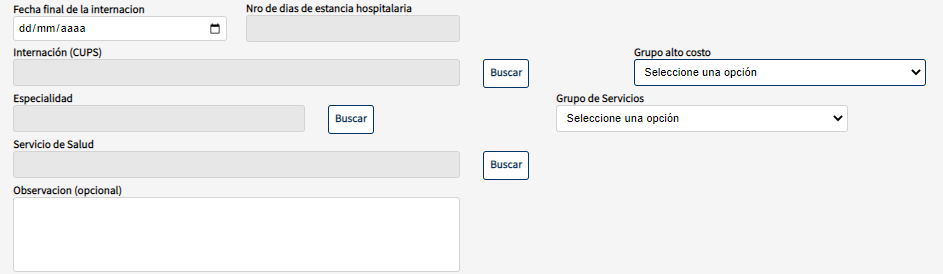 Fecha final de la internacion
Nro de dias de estancia hospitalaria
dd/mm/aaaa
Internación (CUPS)
Buscar
Grupo alto costo
Seleccione una opción
Especialidad
Buscar
Grupo de Servicios
Seleccione una opción
Servicio de Salud
Buscar
Observacion (opcional)